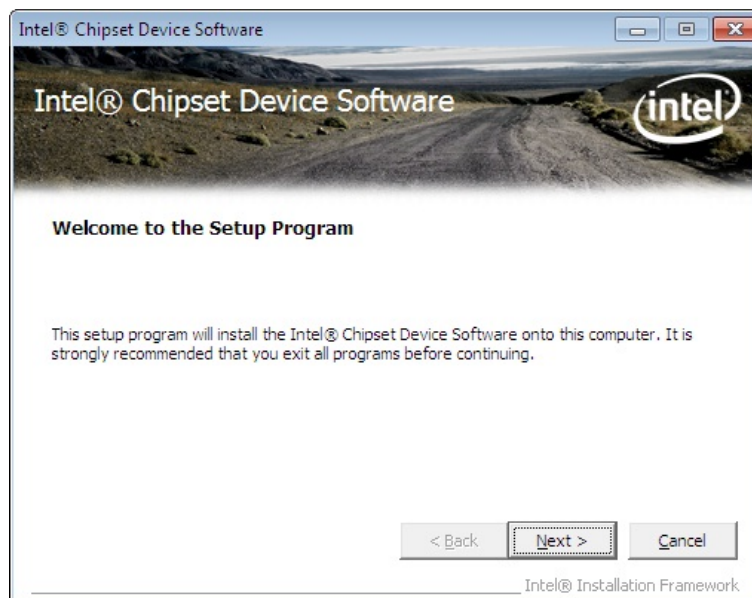 Intel® Chipset Device Software
Intel® Chipset Device Software
intel
Welcome to the Setup Program
This setup program will install the Intel® Chipset Device Software onto this computer. It is
strongly recommended that you exit all programs before continuing.
< Back
Next >
Cancel
Intel® Installation Framework